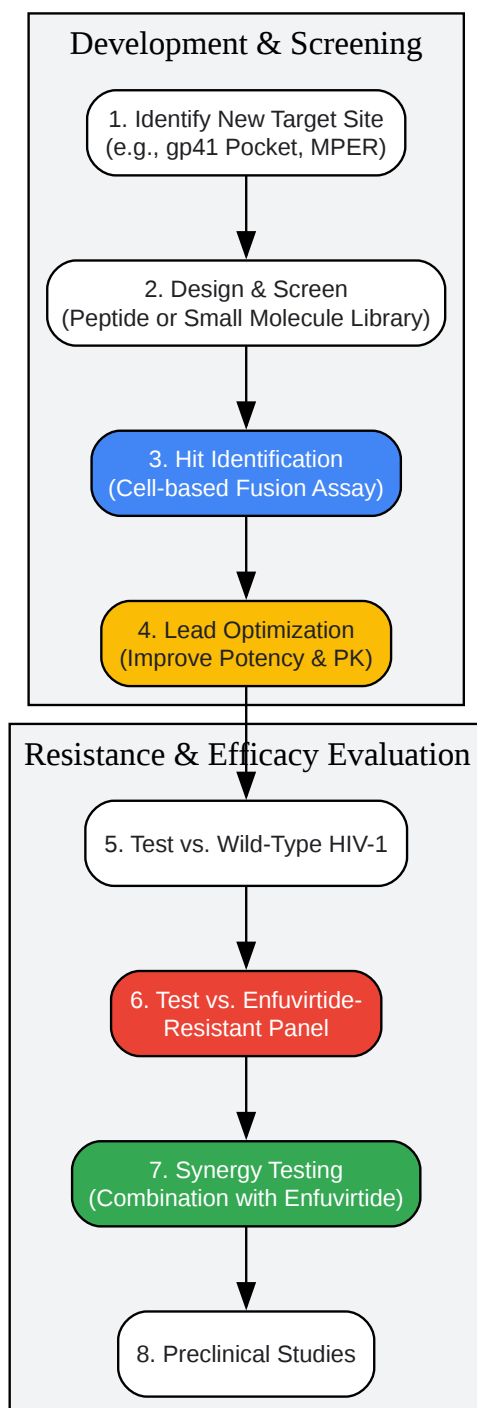 Development & Screening
1. Identify New Target Site
(e.g., gp41 Pocket, MPER)
2. Design & Screen
(Peptide or Small Molecule Library)
3. Hit Identification
(Cell-based Fusion Assay)
4. Lead Optimization
(Improve Potency & PK)
Resistance & Efficacy Evaluation
5. Test vs. Wild-Type HIV-1
6. Test vs. Enfuvirtide-
Resistant Panel
7. Synergy Testing
(Combination with Enfuvirtide)
8. Preclinical Studies